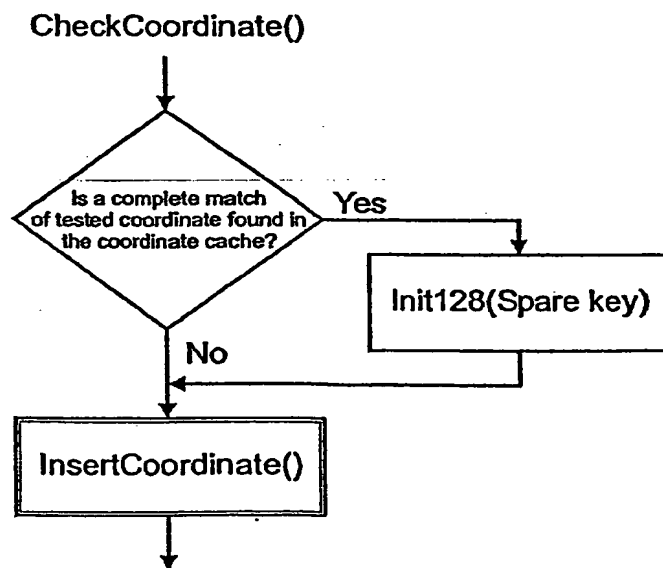 CheckCoordinate()
Is a complete match
of tested coordinate found in
the coordinate cache?
Yes
Init128(Spare key)
No
InsertCoordinate()